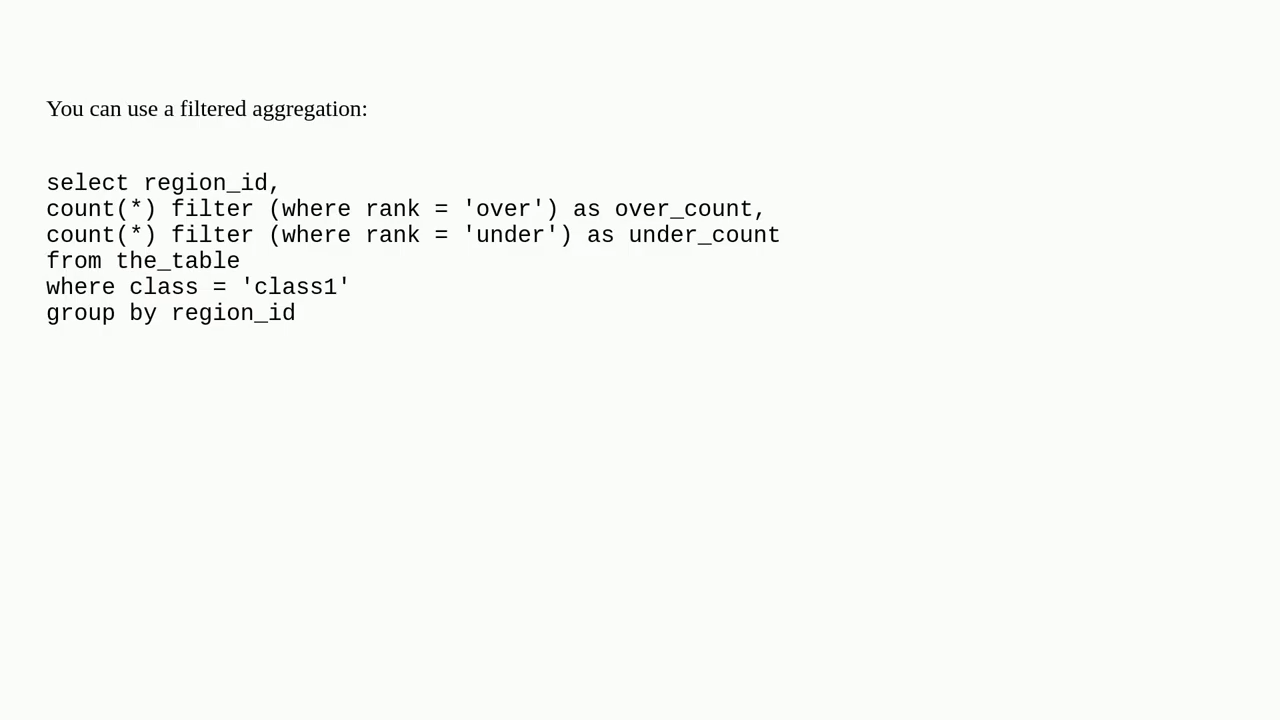 You can use a filtered aggregation:
select region_id,
count(*) filter (where rank = 'over') as over_count,
count(*) filter (where rank = 'under') as under_count
from the_table
where class = 'class1'
group by region_id